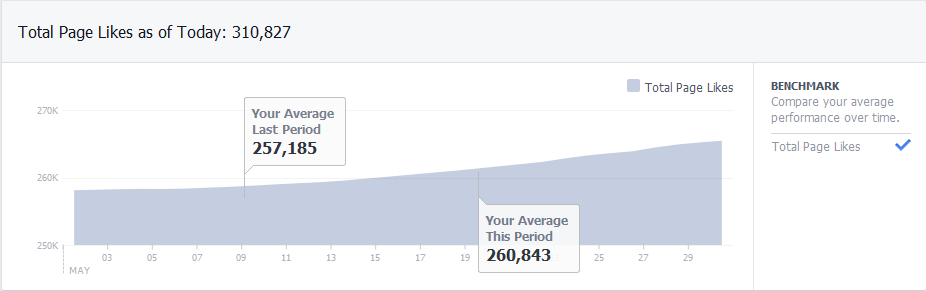 Total Page Likes as of Today: 310,827
Total Page Likes
BENCHMARK
Compare your average
performance over time.
Total Page Likes
270K
260K
250K
Your Average
Last Period
257,185
Your Average
This Period
260,843
03 05 07 09 11 13 15 17 19 25 27 29
MAY